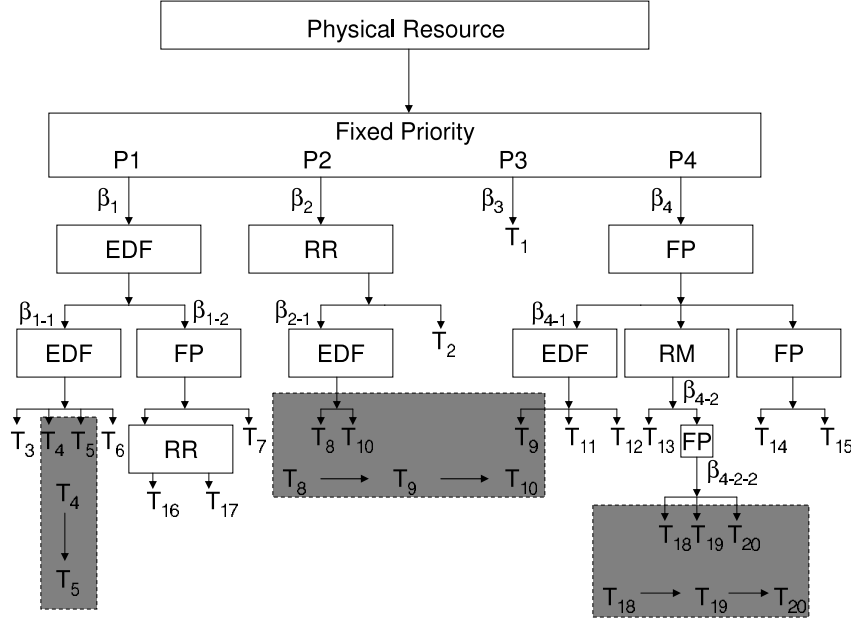 Physical Resource
Fixed Priority
P1 P2 P3 P4
β1 β2 β3 β4
T1
EDF RR FP
β1-1 β1-2 β2-1 T2 β4-1
EDF FP EDF EDF RM FP
β4-2
T3 T4 T5 T6 RR T7 T8 T10 T9 T11 T12 T13 FP T14 T15
β4-2-2
T4 T16 T17 T8 T9 T10
T18 T19 T20
T5
T18 T19 T20